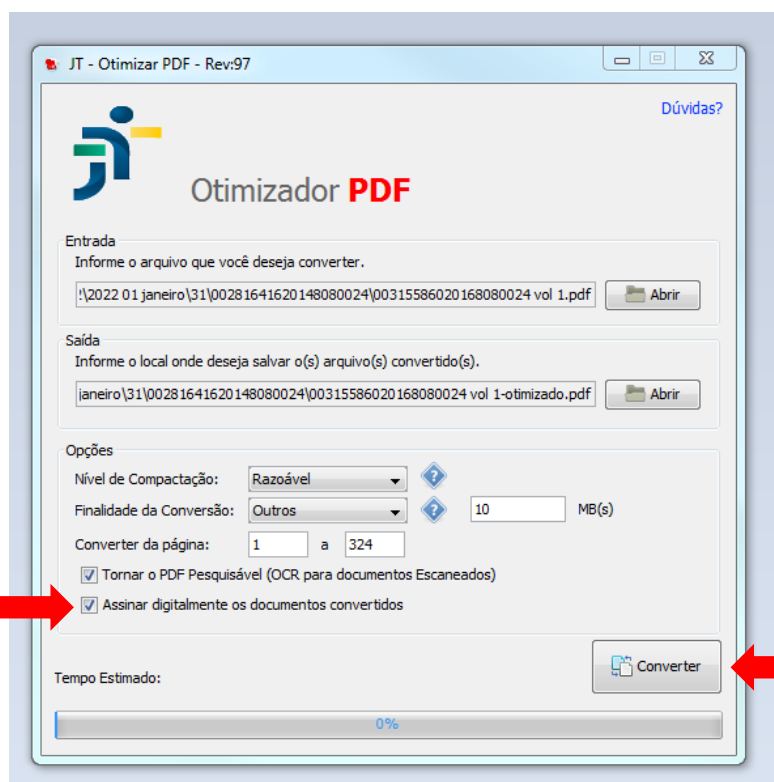 JT - Otimizar PDF - Rev:97
Dúvidas?
Otimizador PDF
Entrada
Informe o arquivo que você deseja converter.
:\2022 01 janeiro\31\00281641620148080024\00315586020168080024 vol 1.pdf Abrir
Saída
Informe o local onde deseja salvar o(s) arquivo(s) convertido(s).
janeiro\31\00281641620148080024\00315586020168080024 vol 1-otimizado.pdf Abrir
Opções
Nível de Compactação: Razoável ?
Finalidade da Conversão: Outros ? 10 MB(s)
Converter da página: 1 a 324
Tornar o PDF Pesquisável (OCR para documentos Escaneados)
Assinar digitalmente os documentos convertidos
Converter
Tempo Estimado:
0%